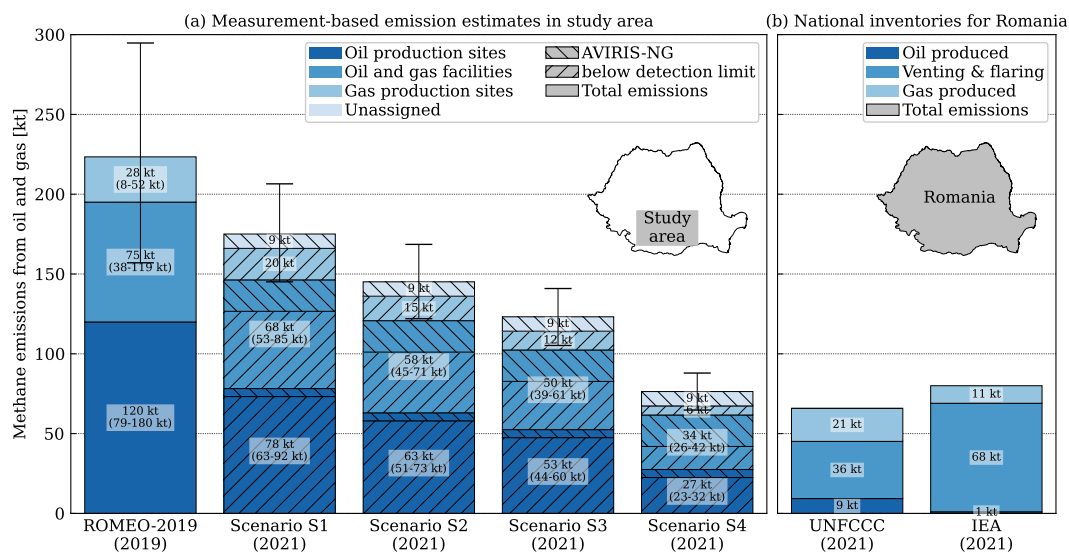 (a) Measurement-based emission estimates in study area
(b) National inventories for Romania
Methane emissions from oil and gas [kt]
300
250
200
150
100
50
0
Oil production sites
Oil and gas facilities
Gas production sites
Unassigned
AVIRIS-NG
below detection limit
Total emissions
Oil produced
Venting & flaring
Gas produced
Total emissions
Study
area
Romania
28 kt
(8-52 kt)
75 kt
(38-119 kt)
120 kt
(79-180 kt)
9 kt
20 kt
68 kt
(53-85 kt)
78 kt
(63-92 kt)
9 kt
15 kt
58 kt
(45-71 kt)
63 kt
(51-73 kt)
9 kt
12 kt
50 kt
(39-61 kt)
53 kt
(44-60 kt)
9 kt
6 kt
34 kt
(26-42 kt)
27 kt
(23-32 kt)
21 kt
36 kt
9 kt
11 kt
68 kt
1 kt
ROMEO-2019
(2019)
Scenario S1
(2021)
Scenario S2
(2021)
Scenario S3
(2021)
Scenario S4
(2021)
UNFCCC
(2021)
IEA
(2021)